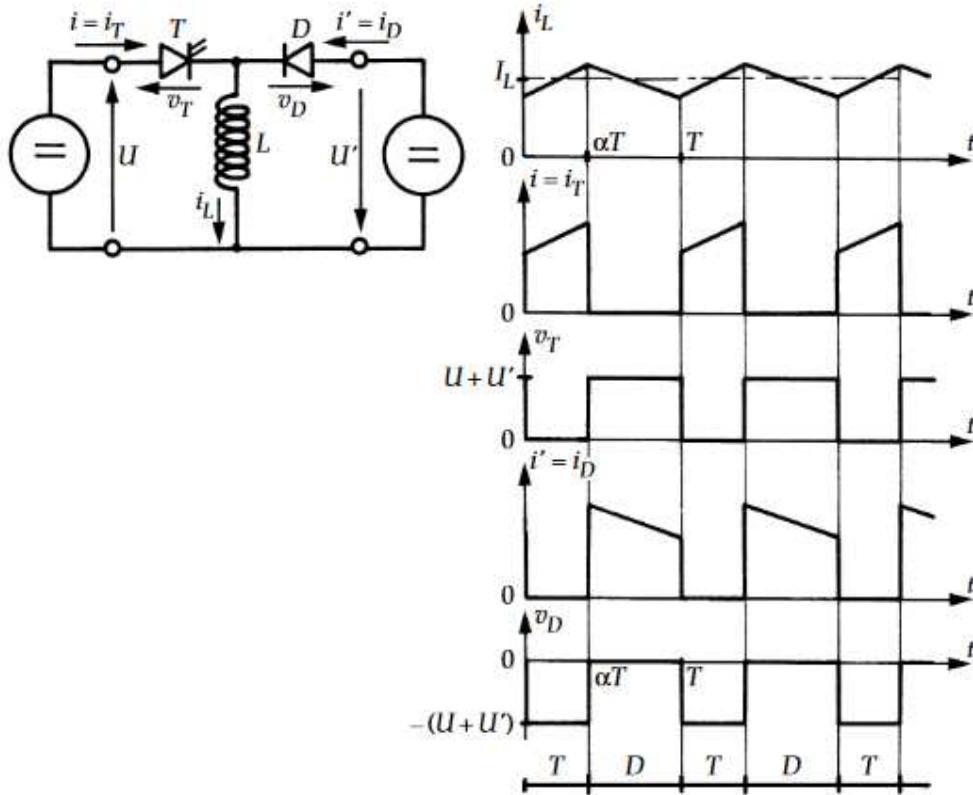 i = i_T T D i' = i_D
v_T v_D
U L U'
i_L
i_L
I_L
0 αT T t
i = i_T
0 t
v_T
U + U'
0 t
i' = i_D
0 t
v_D
0 t
αT T
−(U + U')
T D T D T